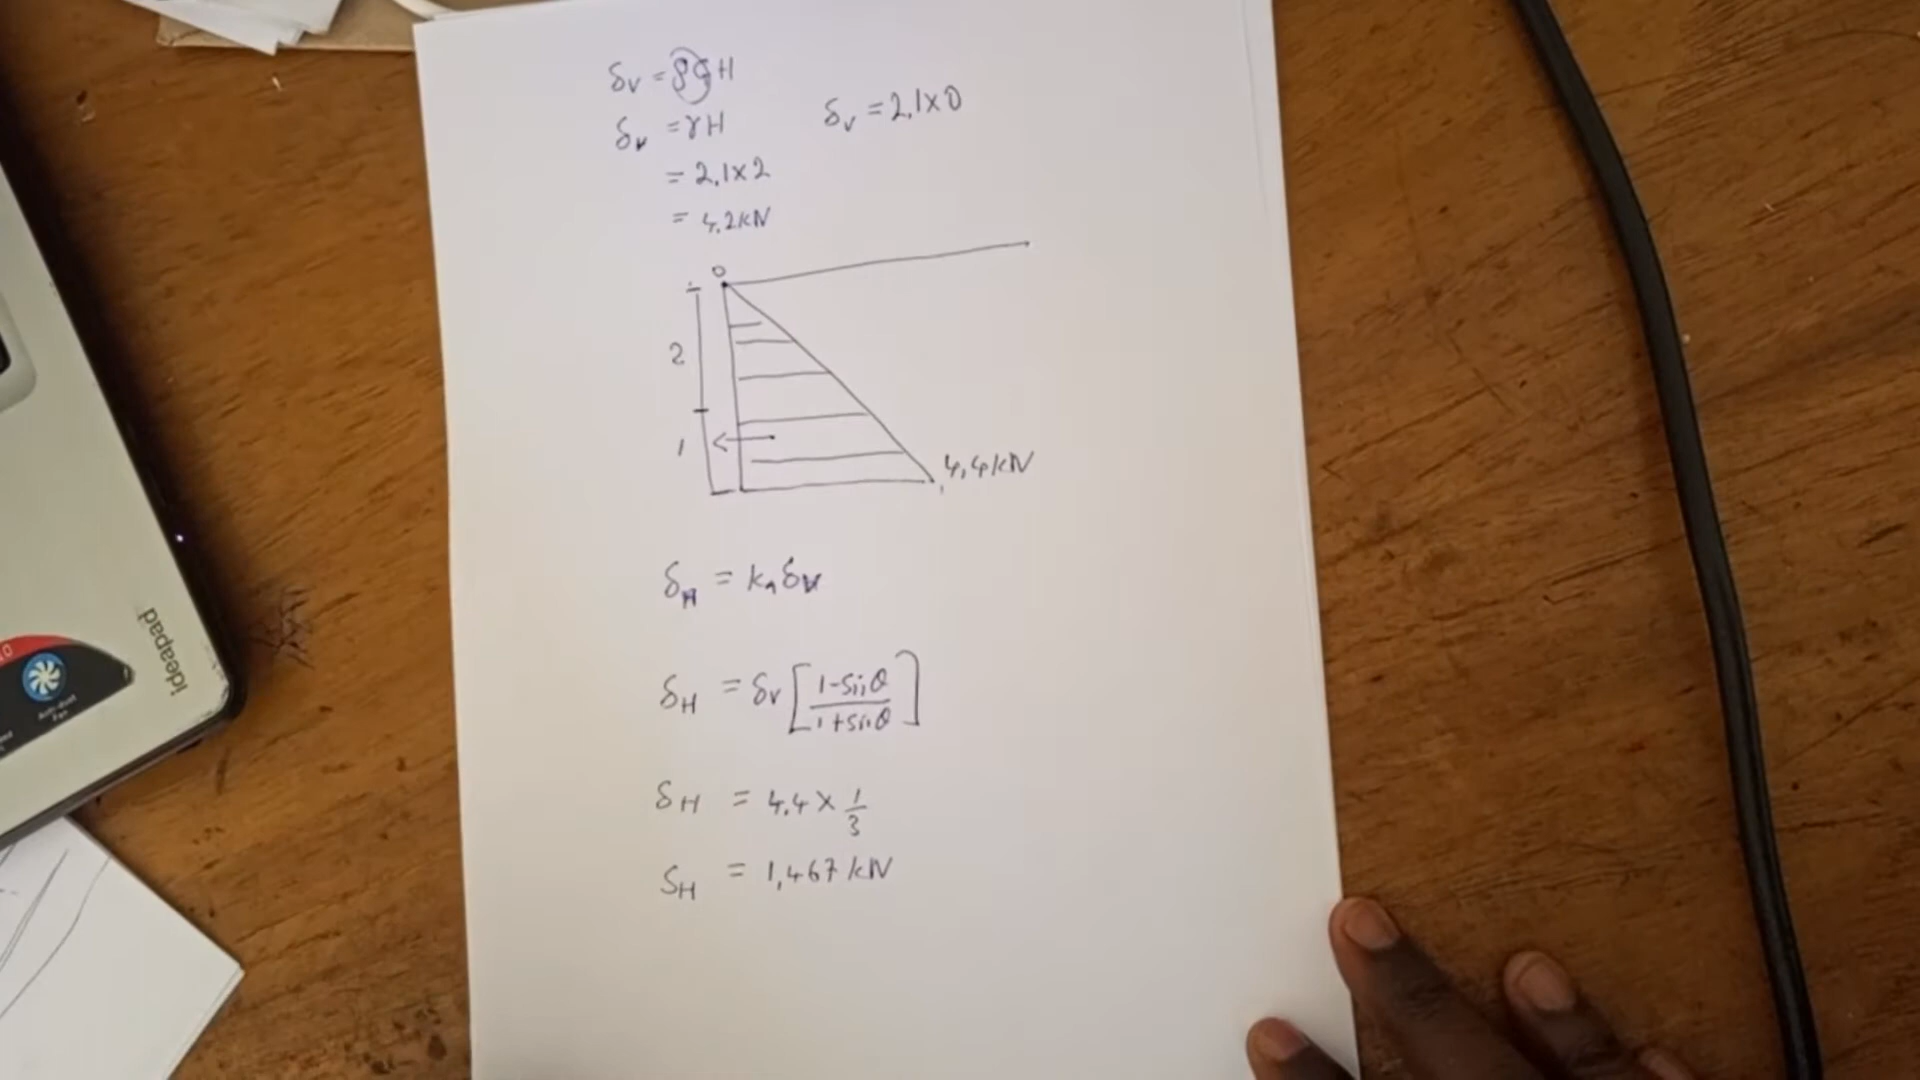 δv = ρgH
δv = γH
δv = 2,1×0
= 2,1×2
= 4,2kN
0
2
1
4,4kN
δH = kaδv
δH = δv [ 1-sinθ / 1+sinθ ]
δH = 4,4 × 1/3
δH = 1,467 kN
ideapad